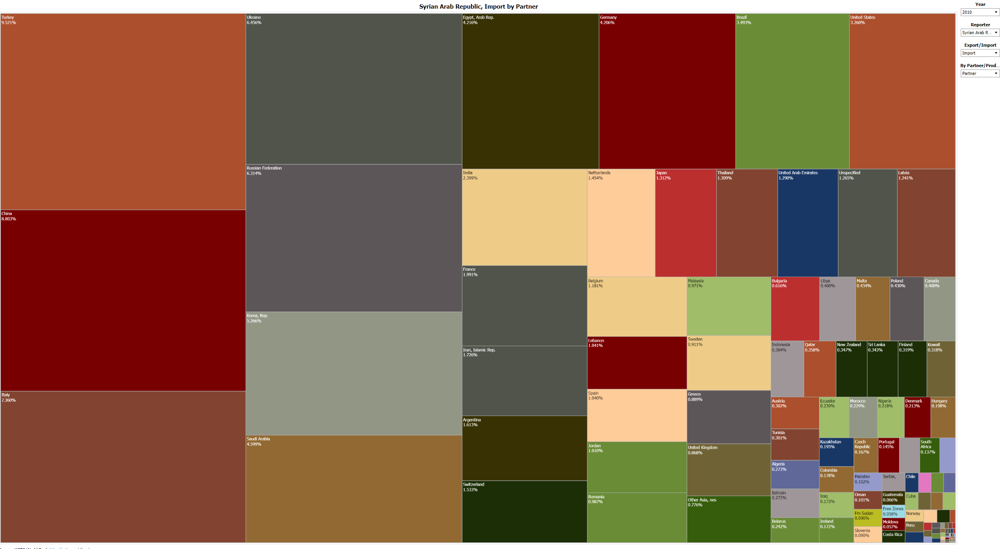 Syrian Arab Republic, Import by Partner
Year
2010
Reporter
Syrian Arab R...
Export/Import
Import
By Partner/Prod...
Partner
Turkey
9.521%
China
8.803%
Italy
7.360%
Ukraine
6.456%
Russian Federation
6.314%
Korea, Rep.
5.266%
Saudi Arabia
4.599%
Egypt, Arab Rep.
4.216%
Germany
4.206%
Brazil
3.493%
United States
3.260%
India
2.399%
France
1.991%
Iran, Islamic Rep.
1.726%
Argentina
1.613%
Switzerland
1.533%
Netherlands
1.454%
Japan
1.312%
Thailand
1.309%
United Arab Emirates
1.290%
Unspecified
1.265%
Latvia
1.241%
Belgium
1.181%
Lebanon
1.041%
Spain
1.040%
Jordan
1.010%
Romania
0.987%
Malaysia
0.971%
Sweden
0.911%
Greece
0.889%
United Kingdom
0.868%
Other Asia, nes
0.776%
Bulgaria
0.616%
Libya
0.460%
Malta
0.434%
Poland
0.430%
Canada
0.400%
Indonesia
0.364%
Qatar
0.358%
New Zealand
0.347%
Sri Lanka
0.343%
Finland
0.319%
Kuwait
0.318%
Austria
0.302%
Tunisia
0.301%
Algeria
0.273%
Bahrain
0.273%
Belarus
0.242%
Ecuador
0.239%
Morocco
0.229%
Nigeria
0.218%
Denmark
0.213%
Hungary
0.198%
Kazakhstan
0.195%
Colombia
0.178%
Iraq
0.173%
Ireland
0.172%
Czech
Republic
0.167%
Portugal
0.145%
South
Africa
0.137%
Pakistan
0.102%
Oman
0.101%
Fm Sudan
0.096%
Slovenia
0.090%
Serbia,
Guatemala
0.066%
Free Zones
0.058%
Moldova
0.057%
Costa Rica
Chile
Cuba
Norway
Peru